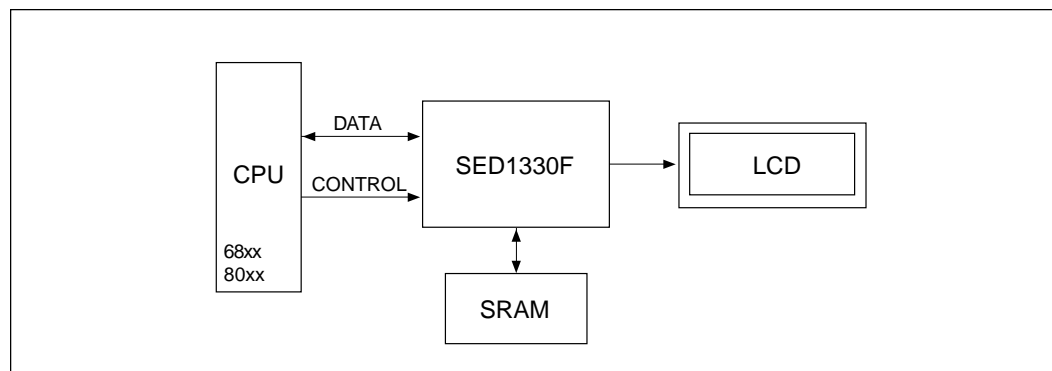 CPU
68xx
80xx
DATA
CONTROL
SED1330F
LCD
SRAM